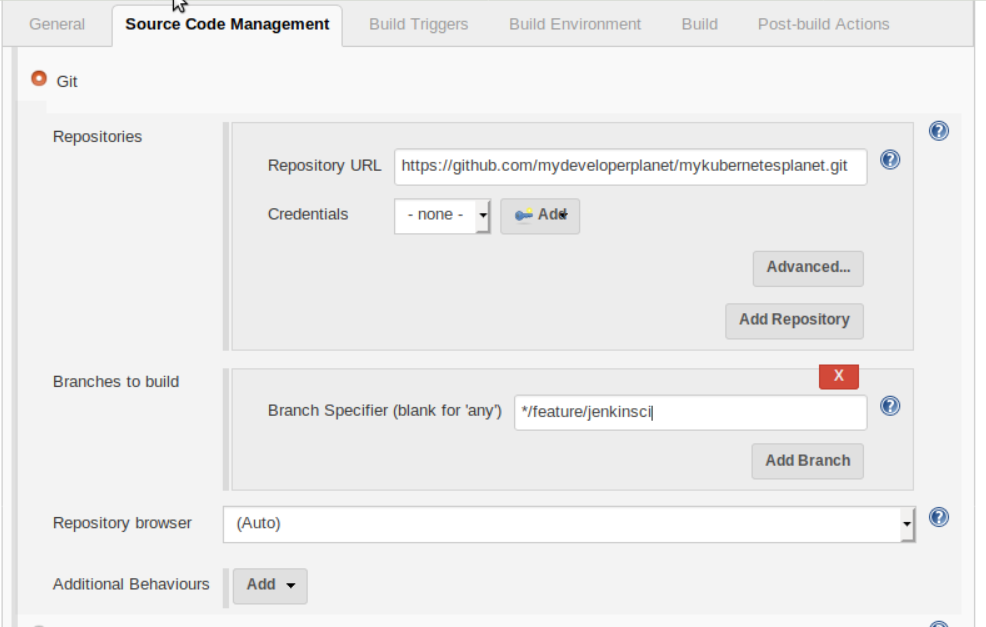 General Source Code Management Build Triggers Build Environment Build Post-build Actions
Git
Repositories
Repository URL https://github.com/mydeveloperplanet/mykubernetesplanet.git
Credentials - none - Add
Advanced...
Add Repository
Branches to build
X
Branch Specifier (blank for 'any') */feature/jenkinsci
Add Branch
Repository browser (Auto)
Additional Behaviours Add